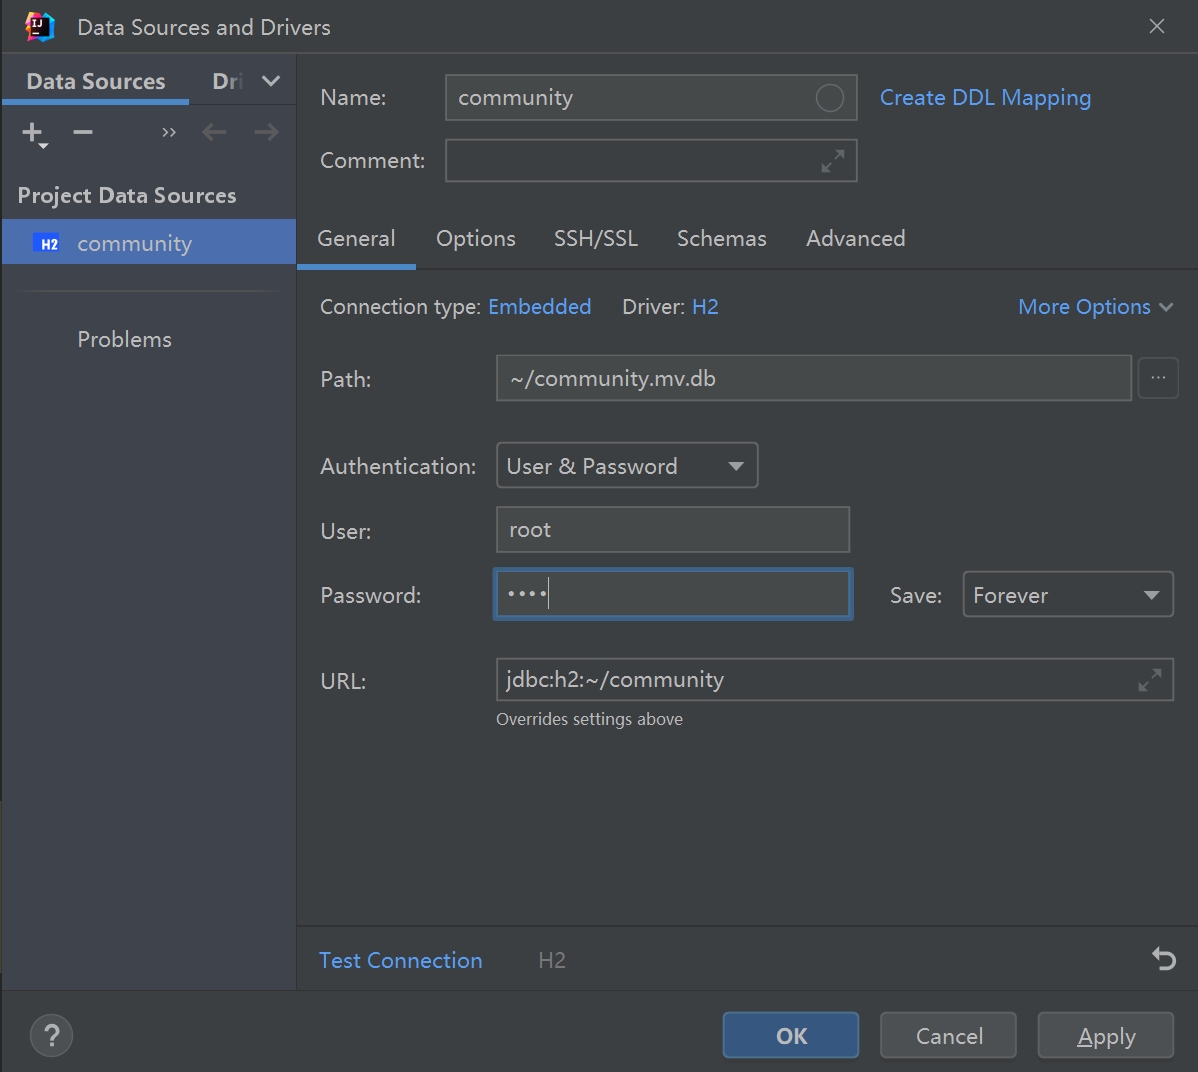 Data Sources and Drivers
Data Sources Dri
Name: community Create DDL Mapping
Comment:
Project Data Sources
H2 community
Problems
General Options SSH/SSL Schemas Advanced
Connection type: Embedded Driver: H2 More Options
Path: ~/community.mv.db ...
Authentication: User & Password
User: root
Password: •••• Save: Forever
URL: jdbc:h2:~/community
Overrides settings above
Test Connection H2
? OK Cancel Apply